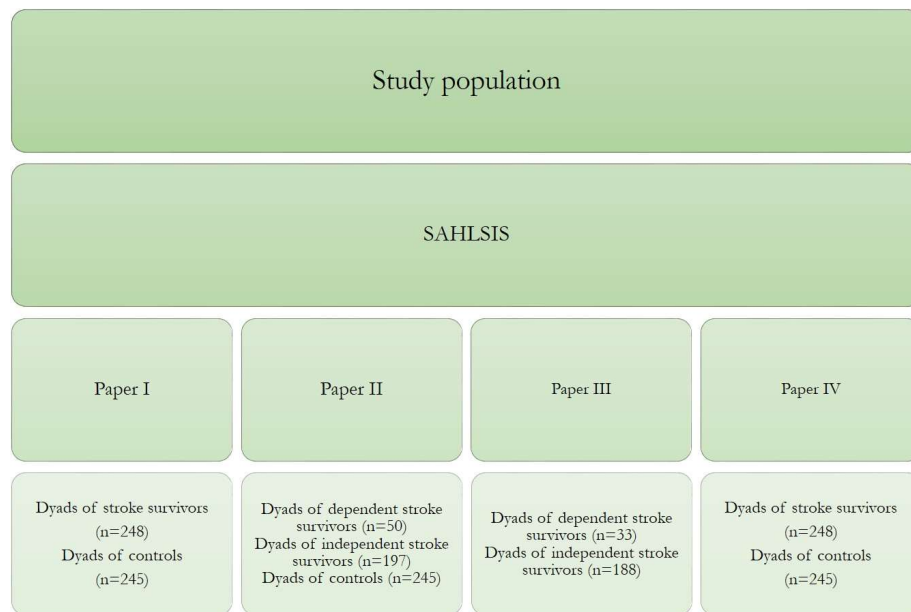 Study population
SAHLSIS
Paper I
Paper II
Paper III
Paper IV
Dyads of stroke survivors
(n=248)
Dyads of controls
(n=245)
Dyads of dependent stroke
survivors (n=50)
Dyads of independent stroke
survivors (n=197)
Dyads of controls (n=245)
Dyads of dependent stroke
survivors (n=33)
Dyads of independent stroke
survivors (n=188)
Dyads of stroke survivors
(n=248)
Dyads of controls
(n=245)